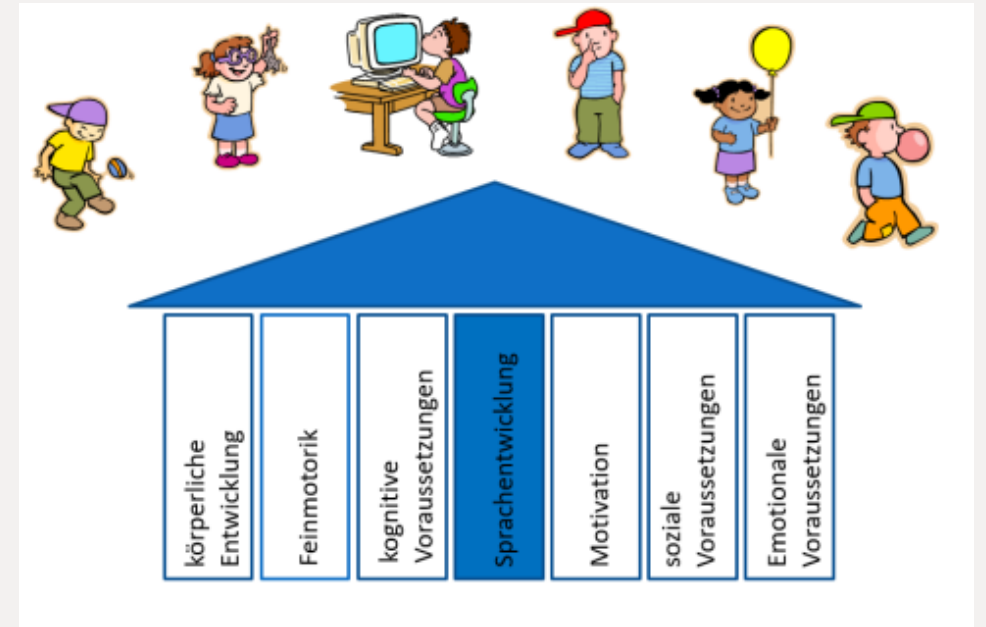 körperliche
Entwicklung
Feinmotorik
kognitive
Voraussetzungen
Sprachentwicklung
Motivation
soziale
Voraussetzungen
Emotionale
Voraussetzungen